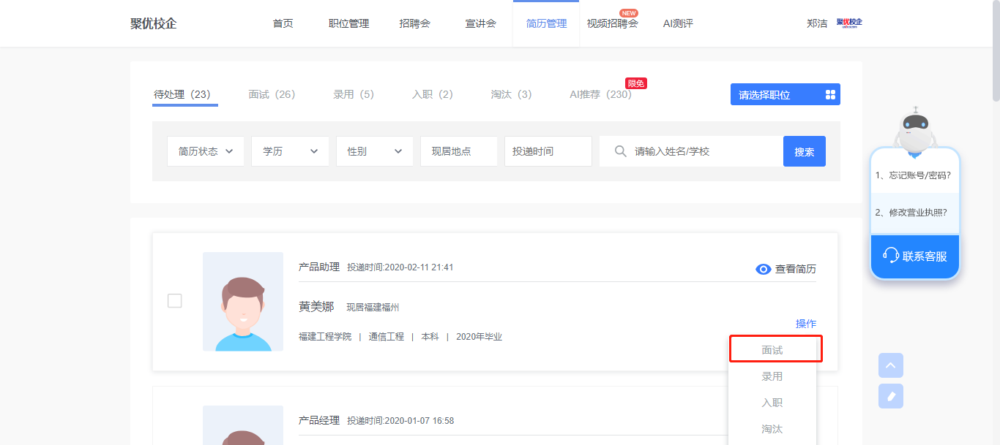 聚优校企
首页
职位管理
招聘会
宣讲会
简历管理
视频招聘会
NEW
AI测评
郑洁
聚优校企
待处理（23）
面试（26）
录用（5）
入职（2）
淘汰（3）
AI推荐（230）
限免
请选择职位
简历状态
学历
性别
现居地点
投递时间
请输入姓名/学校
搜索
1、忘记账号/密码?
2、修改营业执照?
联系客服
产品助理 投递时间:2020-02-11 21:41
查看简历
黄美娜 现居福建福州
操作
福建工程学院 | 通信工程 | 本科 | 2020年毕业
面试
录用
入职
淘汰
产品经理 投递时间:2020-01-07 16:58